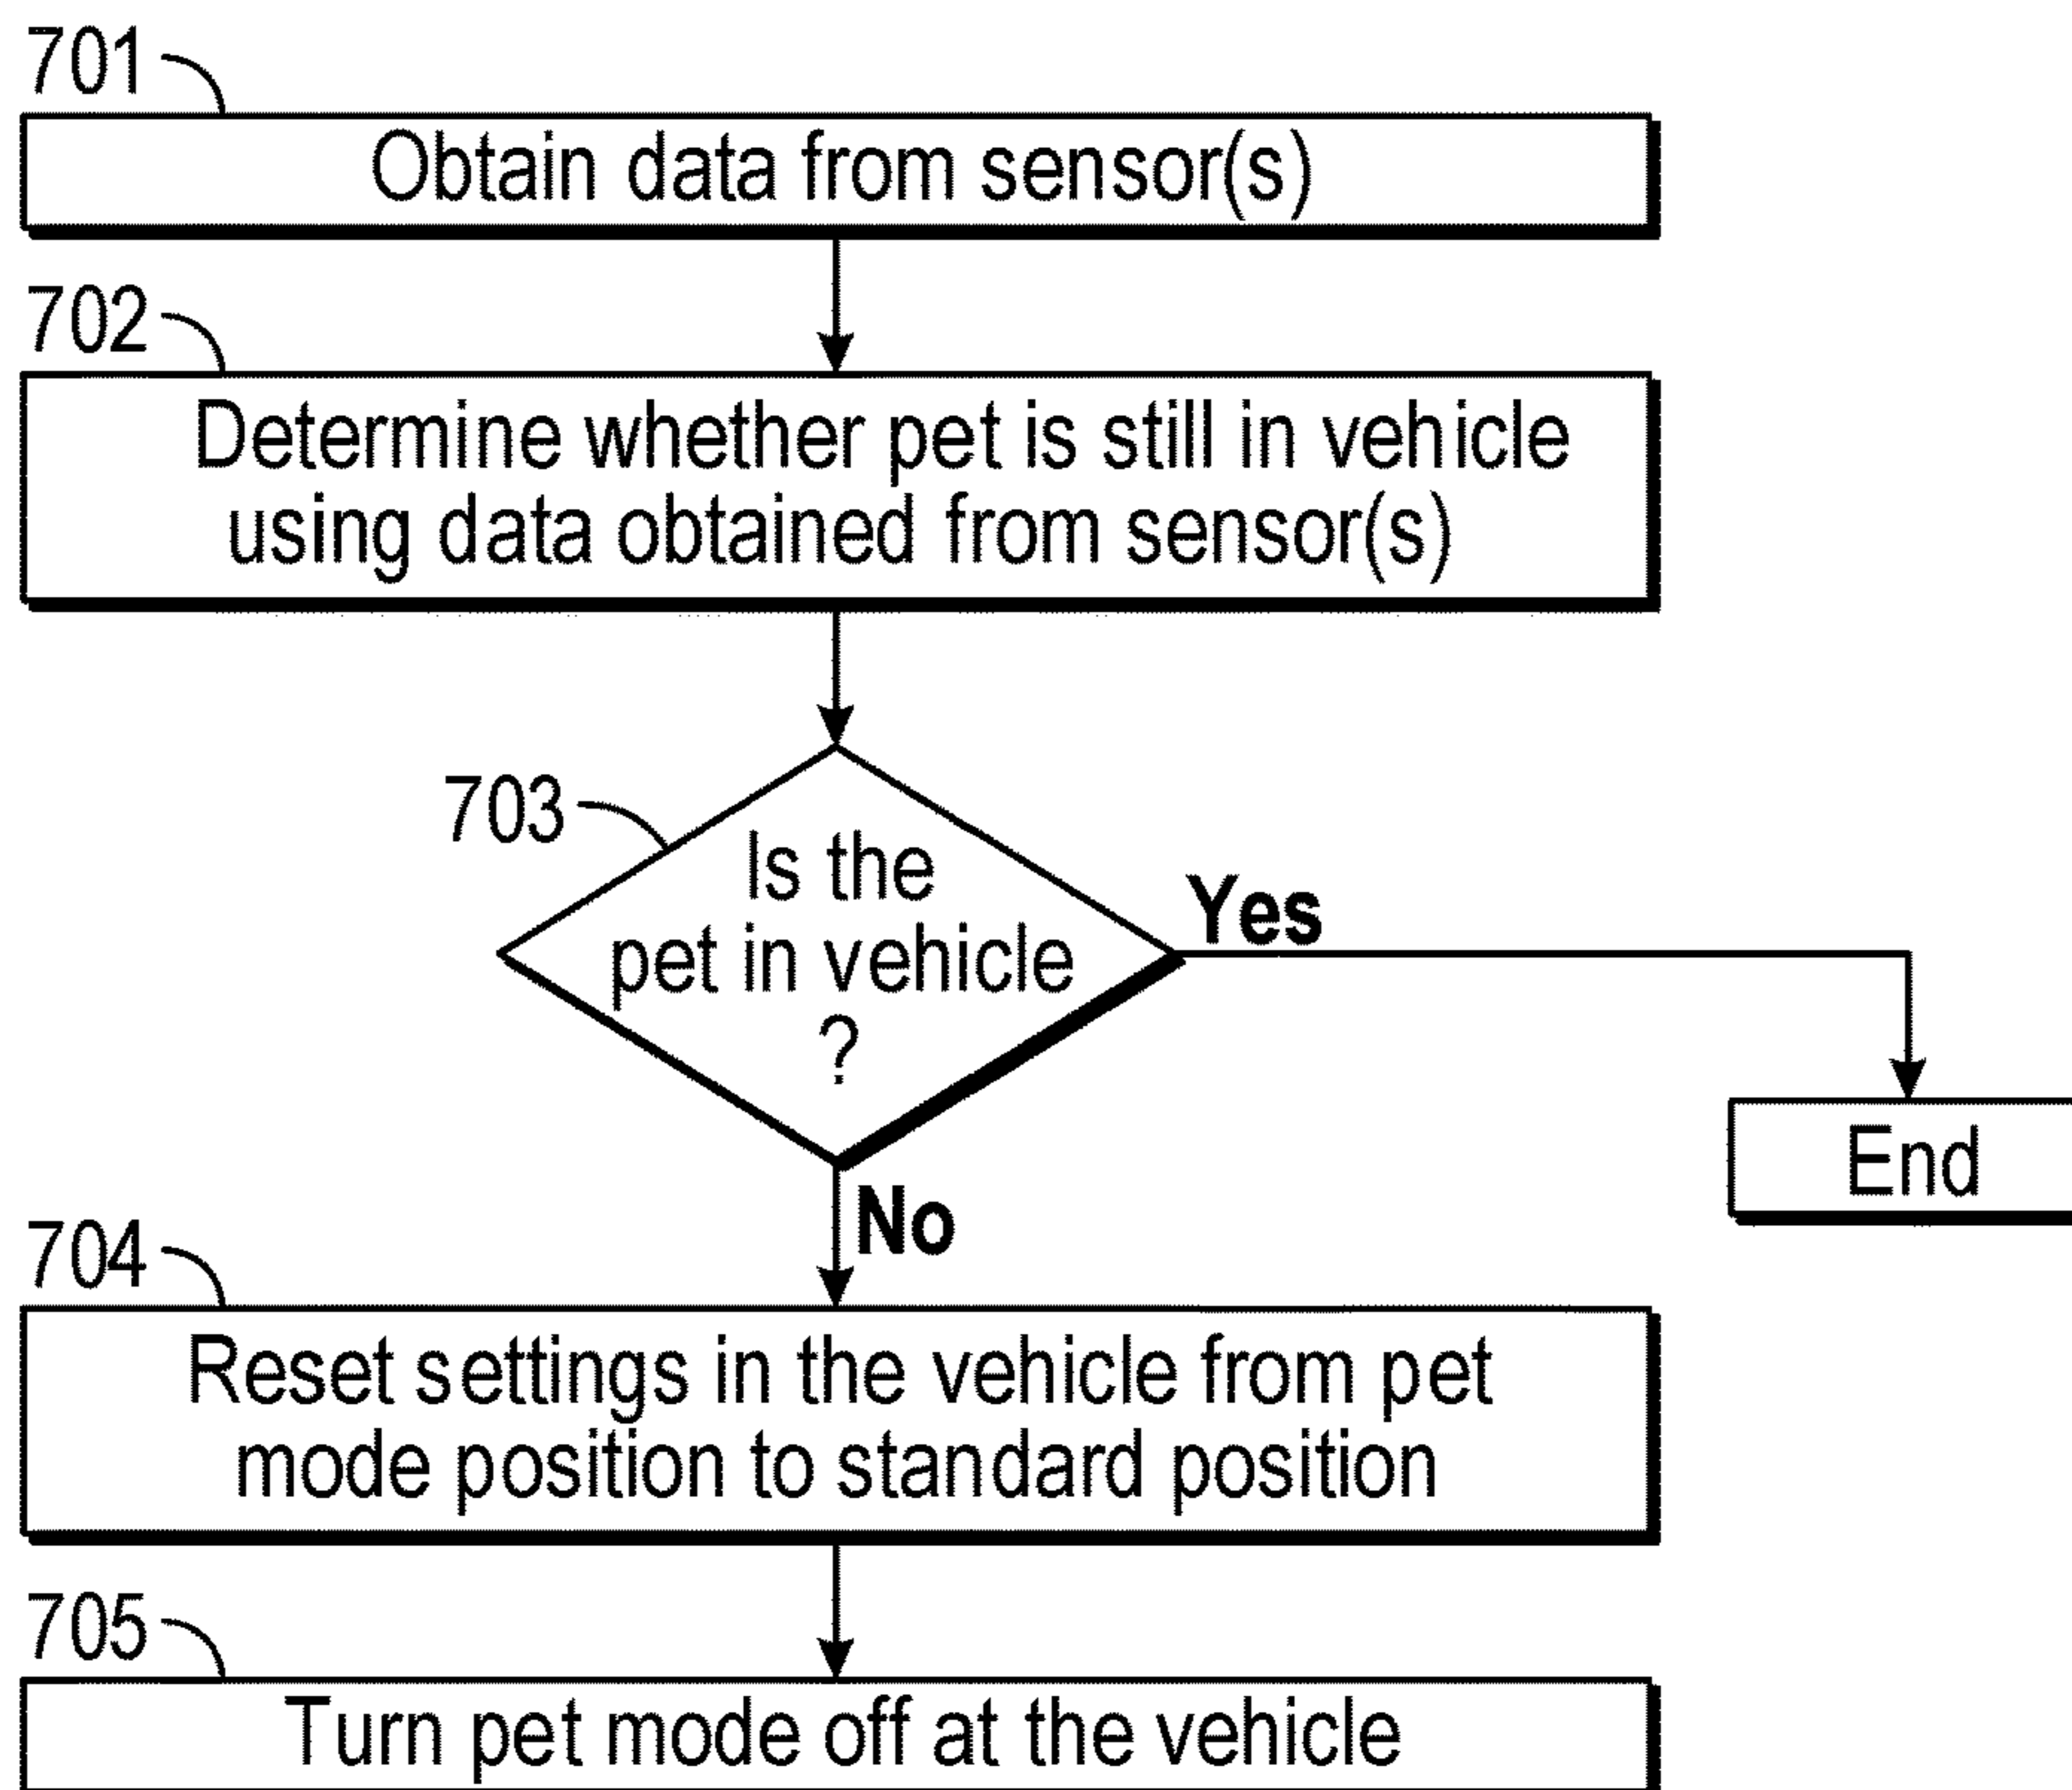 701
Obtain data from sensor(s)
702
Determine whether pet is still in vehicle
using data obtained from sensor(s)
703
Is the
pet in vehicle
?
Yes
End
No
704
Reset settings in the vehicle from pet
mode position to standard position
705
Turn pet mode off at the vehicle